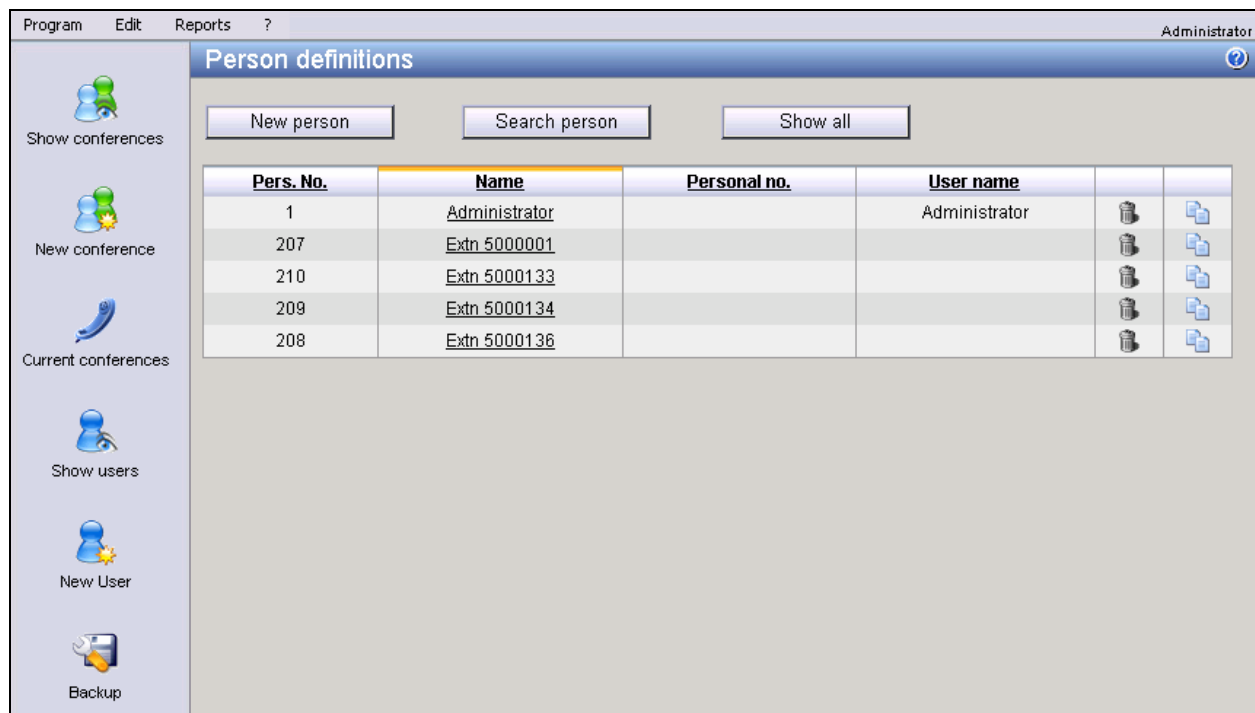 Program Edit Reports ?
Administrator
Person definitions
New person Search person Show all
Show conferences
New conference
Current conferences
Show users
New User
Backup
Pers. No. Name Personal no. User name
1 Administrator Administrator
207 Extn 5000001
210 Extn 5000133
209 Extn 5000134
208 Extn 5000136